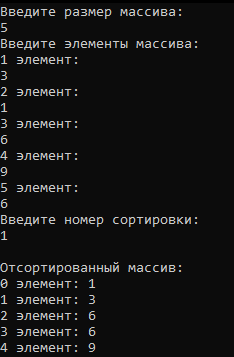 Введите размер массива:
5
Введите элементы массива:
1 элемент:
3
2 элемент:
1
3 элемент:
6
4 элемент:
9
5 элемент:
6
Введите номер сортировки:
1

Отсортированный массив:
0 элемент: 1
1 элемент: 3
2 элемент: 6
3 элемент: 6
4 элемент: 9